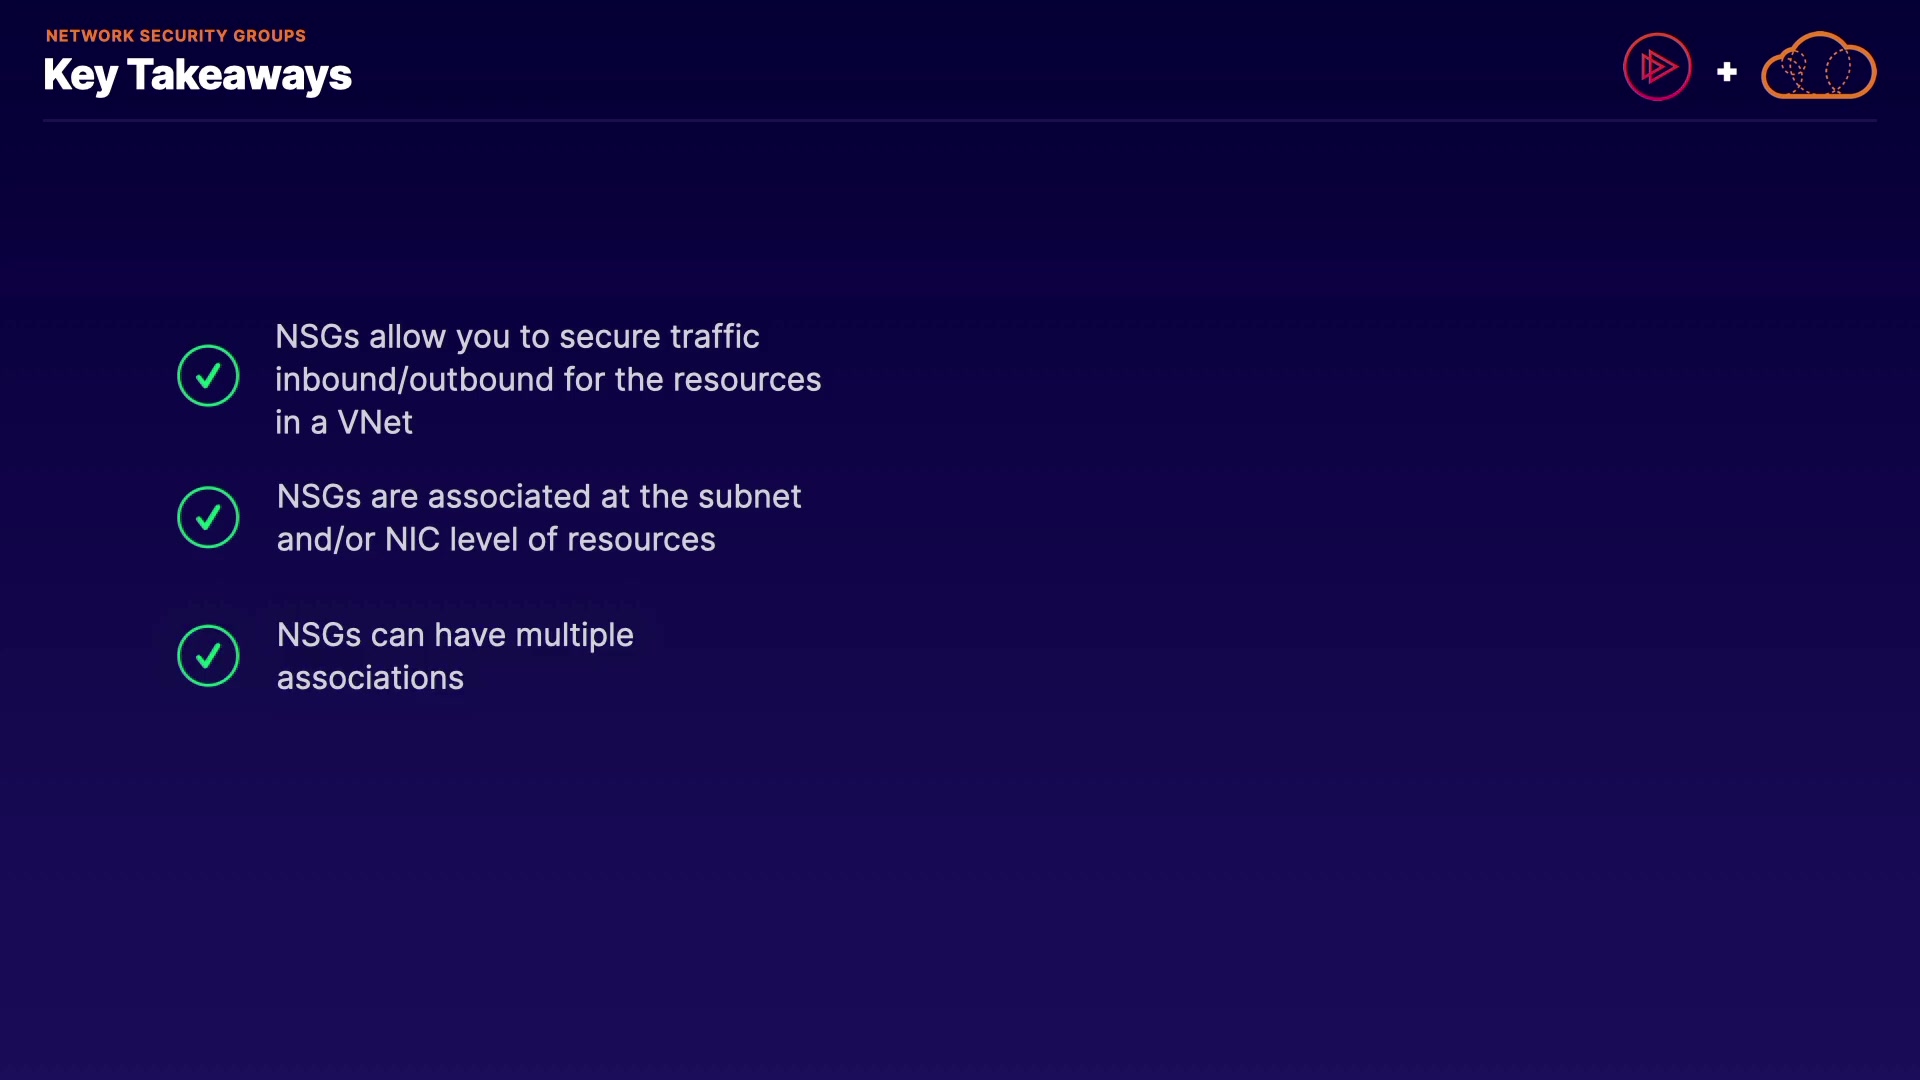 NETWORK SECURITY GROUPS
Key Takeaways
+
NSGs allow you to secure traffic
inbound/outbound for the resources
in a VNet
NSGs are associated at the subnet
and/or NIC level of resources
NSGs can have multiple
associations